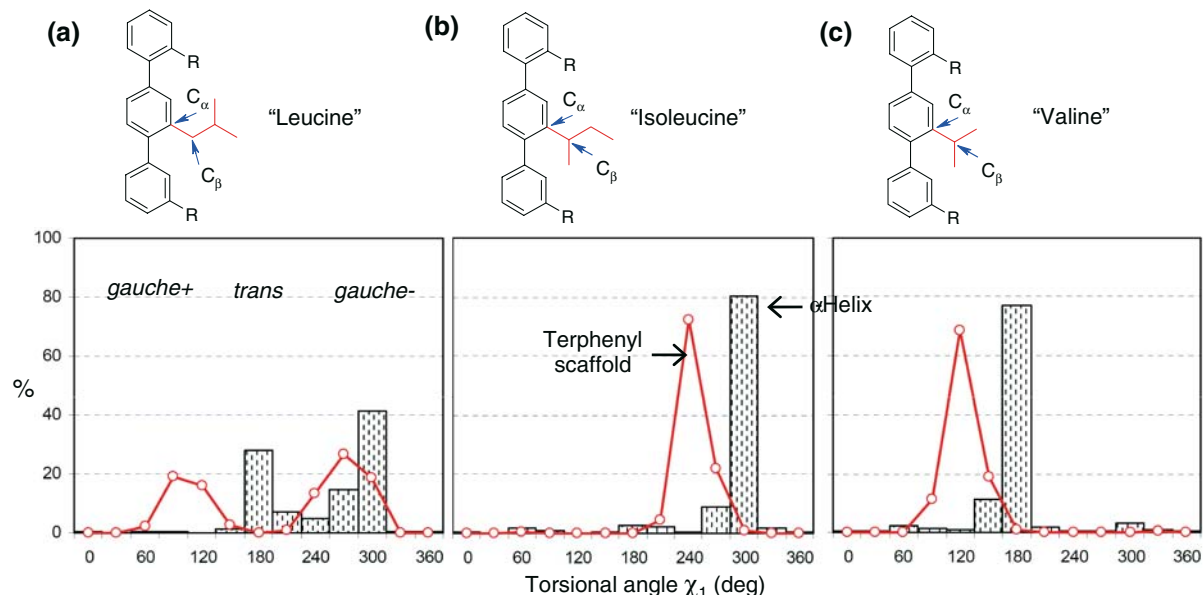 (a)
R
Cα
"Leucine"
Cβ
R
(b)
R
Cα
"Isoleucine"
Cβ
R
(c)
R
Cα
"Valine"
Cβ
R
100
80
60
40
20
0
%
gauche+ trans gauche-
Terphenyl
scaffold
αHelix
0 60 120 180 240 300 360
0 60 120 180 240 300 360
0 60 120 180 240 300 360
Torsional angle χ1 (deg)